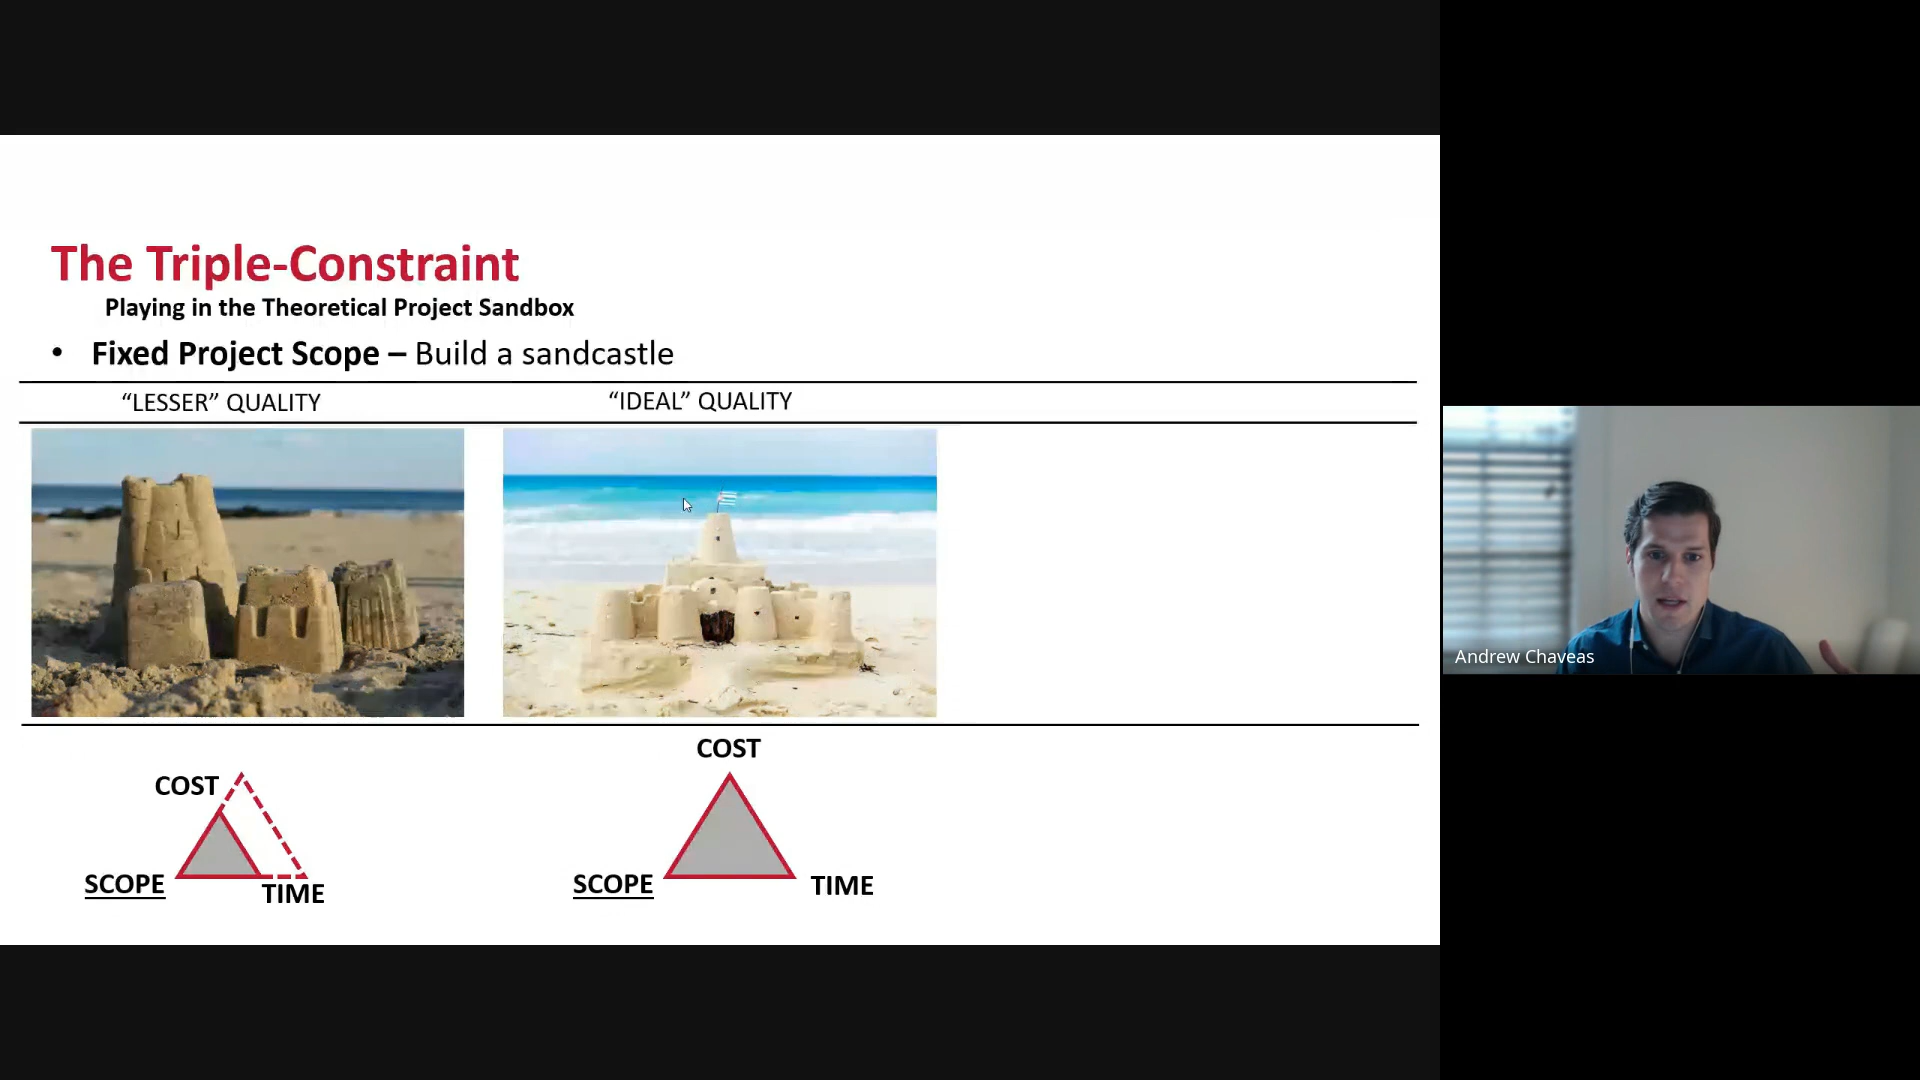 The Triple-Constraint
Playing in the Theoretical Project Sandbox
• Fixed Project Scope – Build a sandcastle
“LESSER” QUALITY
“IDEAL” QUALITY
COST
SCOPE
TIME
COST
SCOPE
TIME
Andrew Chaveas